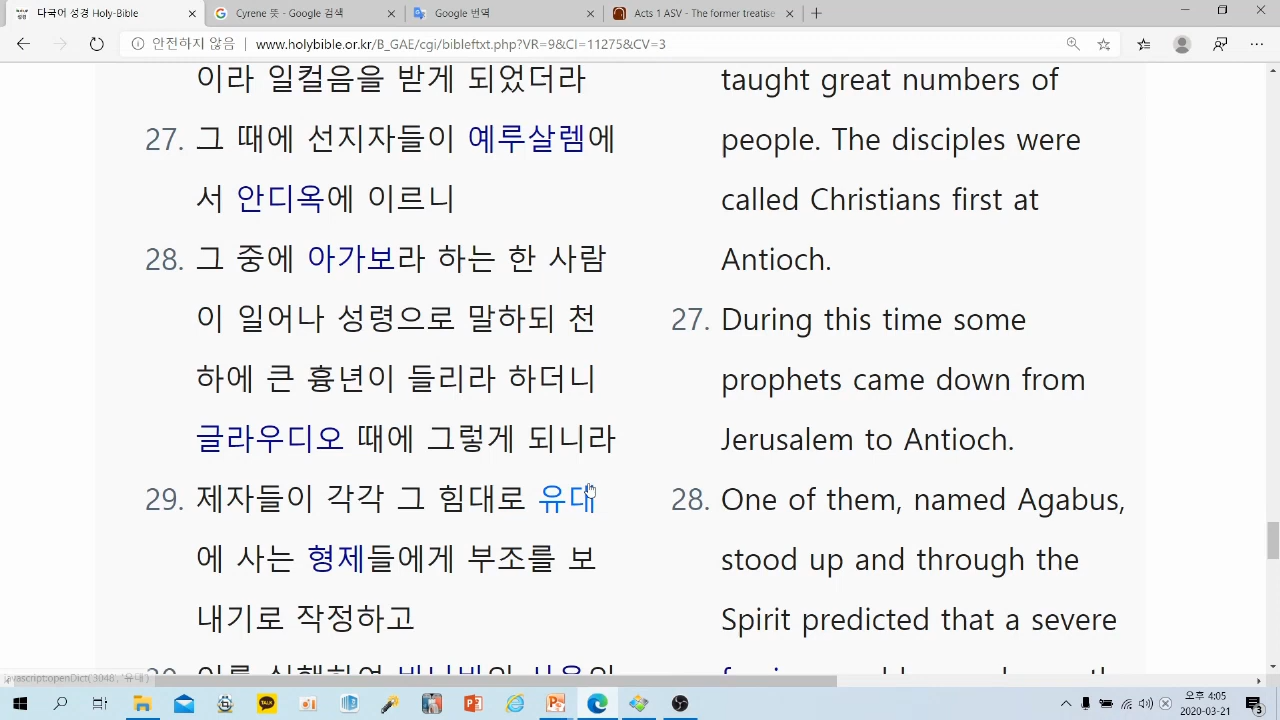 다국어 성경 Holy-Bible
Cyrene 뜻 - Google 검색
Google 번역
Acts 1 ASV - The former treatise
안전하지 않음
www.holybible.or.kr/B_GAE/cgi/bibleftxt.php?VR=9&CI=11275&CV=3
이라 일컬음을 받게 되었더라
27. 그 때에 선지자들이 예루살렘에
서 안디옥에 이르니
28. 그 중에 아가보라 하는 한 사람
이 일어나 성령으로 말하되 천
하에 큰 흉년이 들리라 하더니
글라우디오 때에 그렇게 되니라
29. 제자들이 각각 그 힘대로 유대
에 사는 형제들에게 부조를 보
내기로 작정하고
taught great numbers of
people. The disciples were
called Christians first at
Antioch.
27. During this time some
prophets came down from
Jerusalem to Antioch.
28. One of them, named Agabus,
stood up and through the
Spirit predicted that a severe
javascript:openDict('3048', '유대')
오후 4:05
2020-03-21